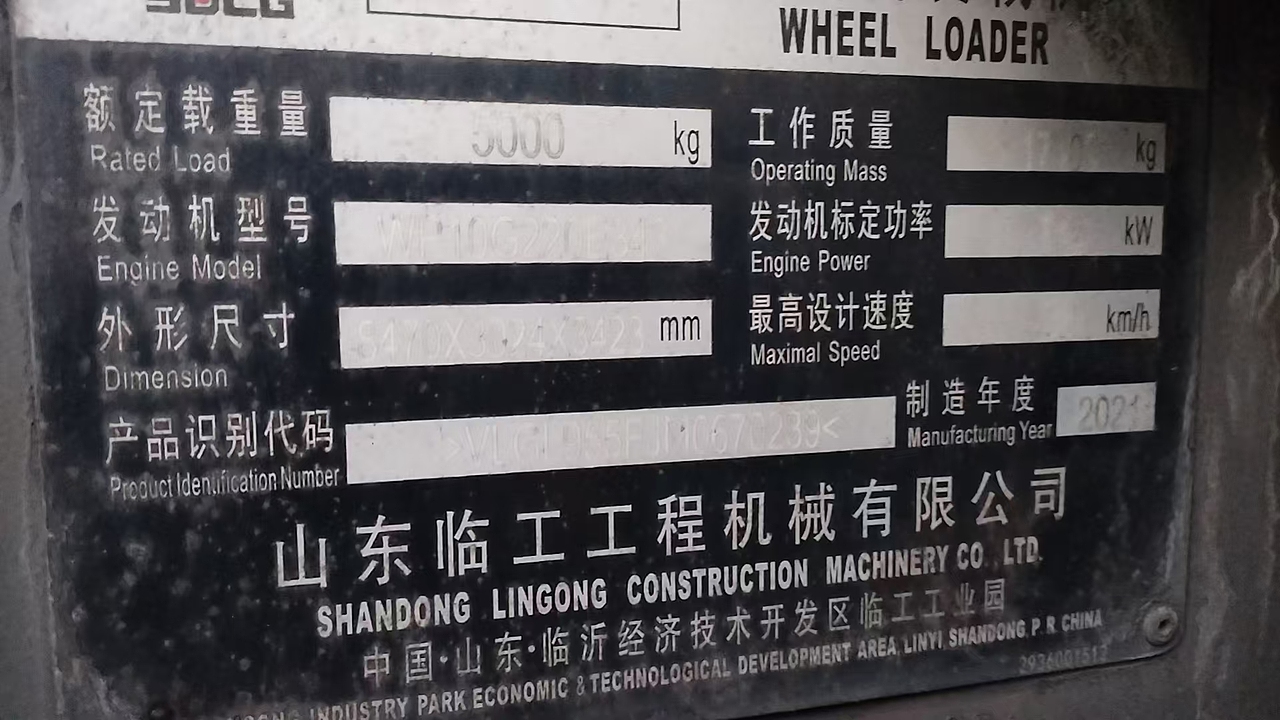 SDLG
WHEEL LOADER
额定载重量 5000 kg 工作质量 kg
Rated Load Operating Mass
发动机型号 发动机标定功率 kW
Engine Model Engine Power
外形尺寸 mm 最高设计速度 km/h
Dimension Maximal Speed
产品识别代码 制造年度 2021
Product Identification Number Manufacturing Year
山东临工工程机械有限公司
SHANDONG LINGONG CONSTRUCTION MACHINERY CO., LTD.
中国·山东·临沂经济技术开发区临工工业园
INDUSTRY PARK ECONOMIC & TECHNOLOGICAL DEVELOPMENT AREA, LINYI, SHANDONG, P. R. CHINA
2936001512